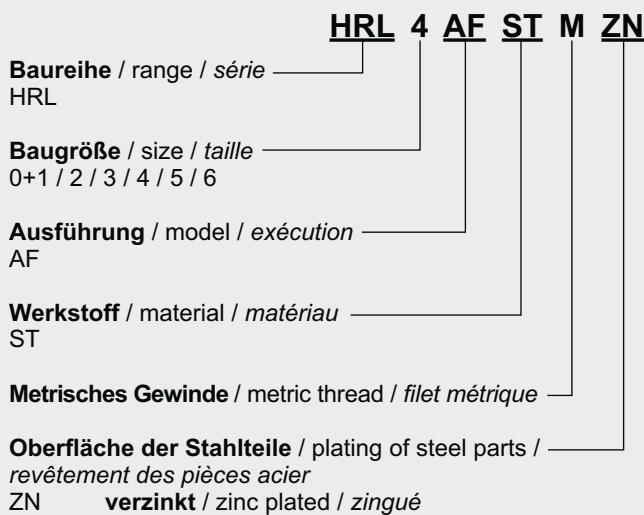 HRL 4 AF ST M ZN
Baureihe / range / série
HRL
Baugröße / size / taille
0+1 / 2 / 3 / 4 / 5 / 6
Ausführung / model / exécution
AF
Werkstoff / material / matériau
ST
Metrisches Gewinde / metric thread / filet métrique
Oberfläche der Stahlteile / plating of steel parts /
revêtement des pièces acier
ZN verzinkt / zinc plated / zingué